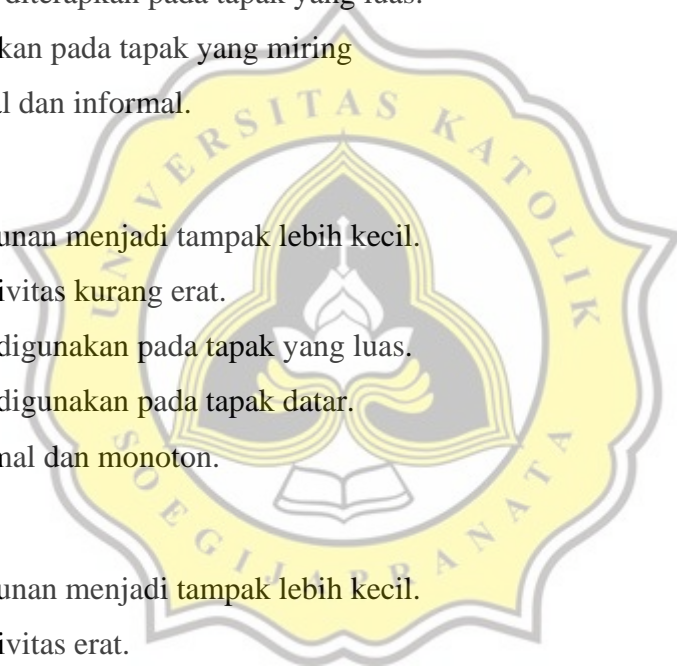 diterapkan pada tapak yang luas.
kan pada tapak yang miring
al dan informal.
UNIVERSITAS KATOLIK
unan menjadi tampak lebih kecil.
ivitas kurang erat.
digunakan pada tapak yang luas.
digunakan pada tapak datar.
mal dan monoton.
SOEGIJAPRANATA
unan menjadi tampak lebih kecil.
ivitas erat.